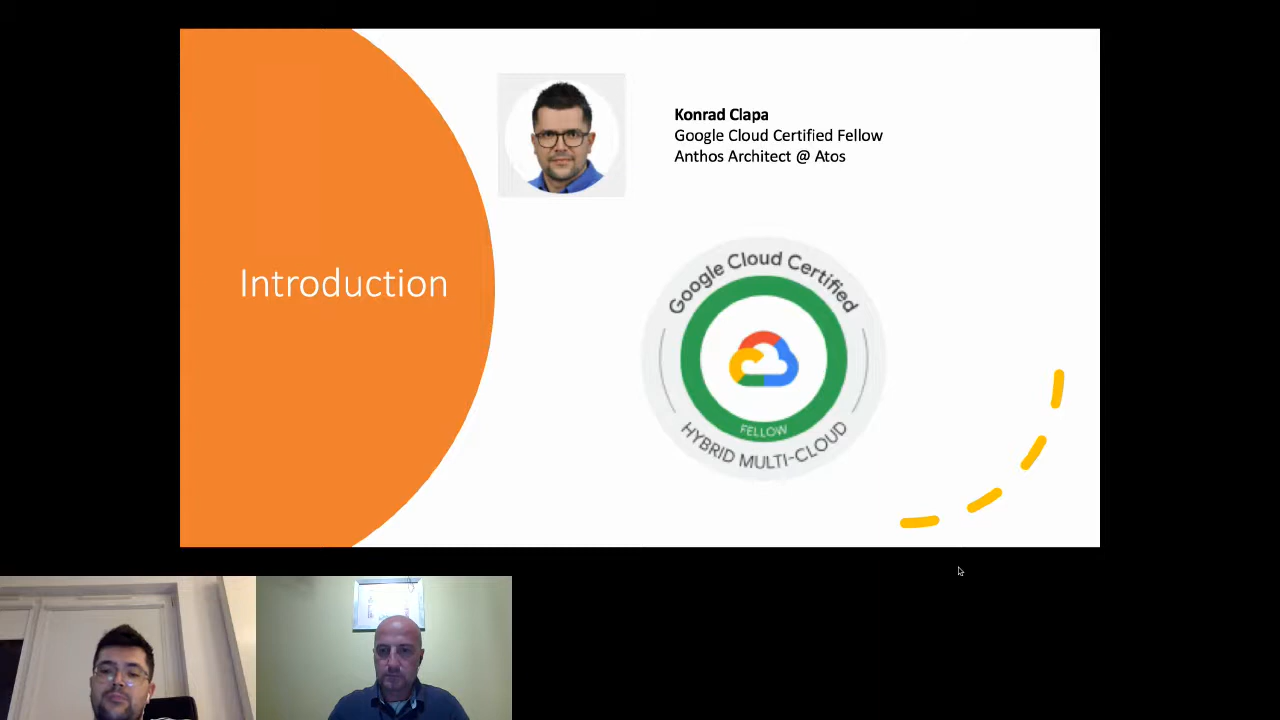 Konrad Clapa
Google Cloud Certified Fellow
Anthos Architect @ Atos
Introduction
Google Cloud Certified
FELLOW
HYBRID MULTI-CLOUD